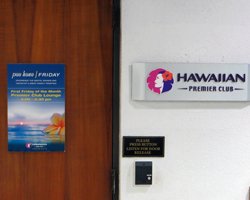 pau hana | FRIDAY
First Friday of the Month
Premier Club Lounge
HAWAIIAN
PREMIER CLUB
PLEASE
PRESS BUTTON
LISTEN FOR DOOR
RELEASE